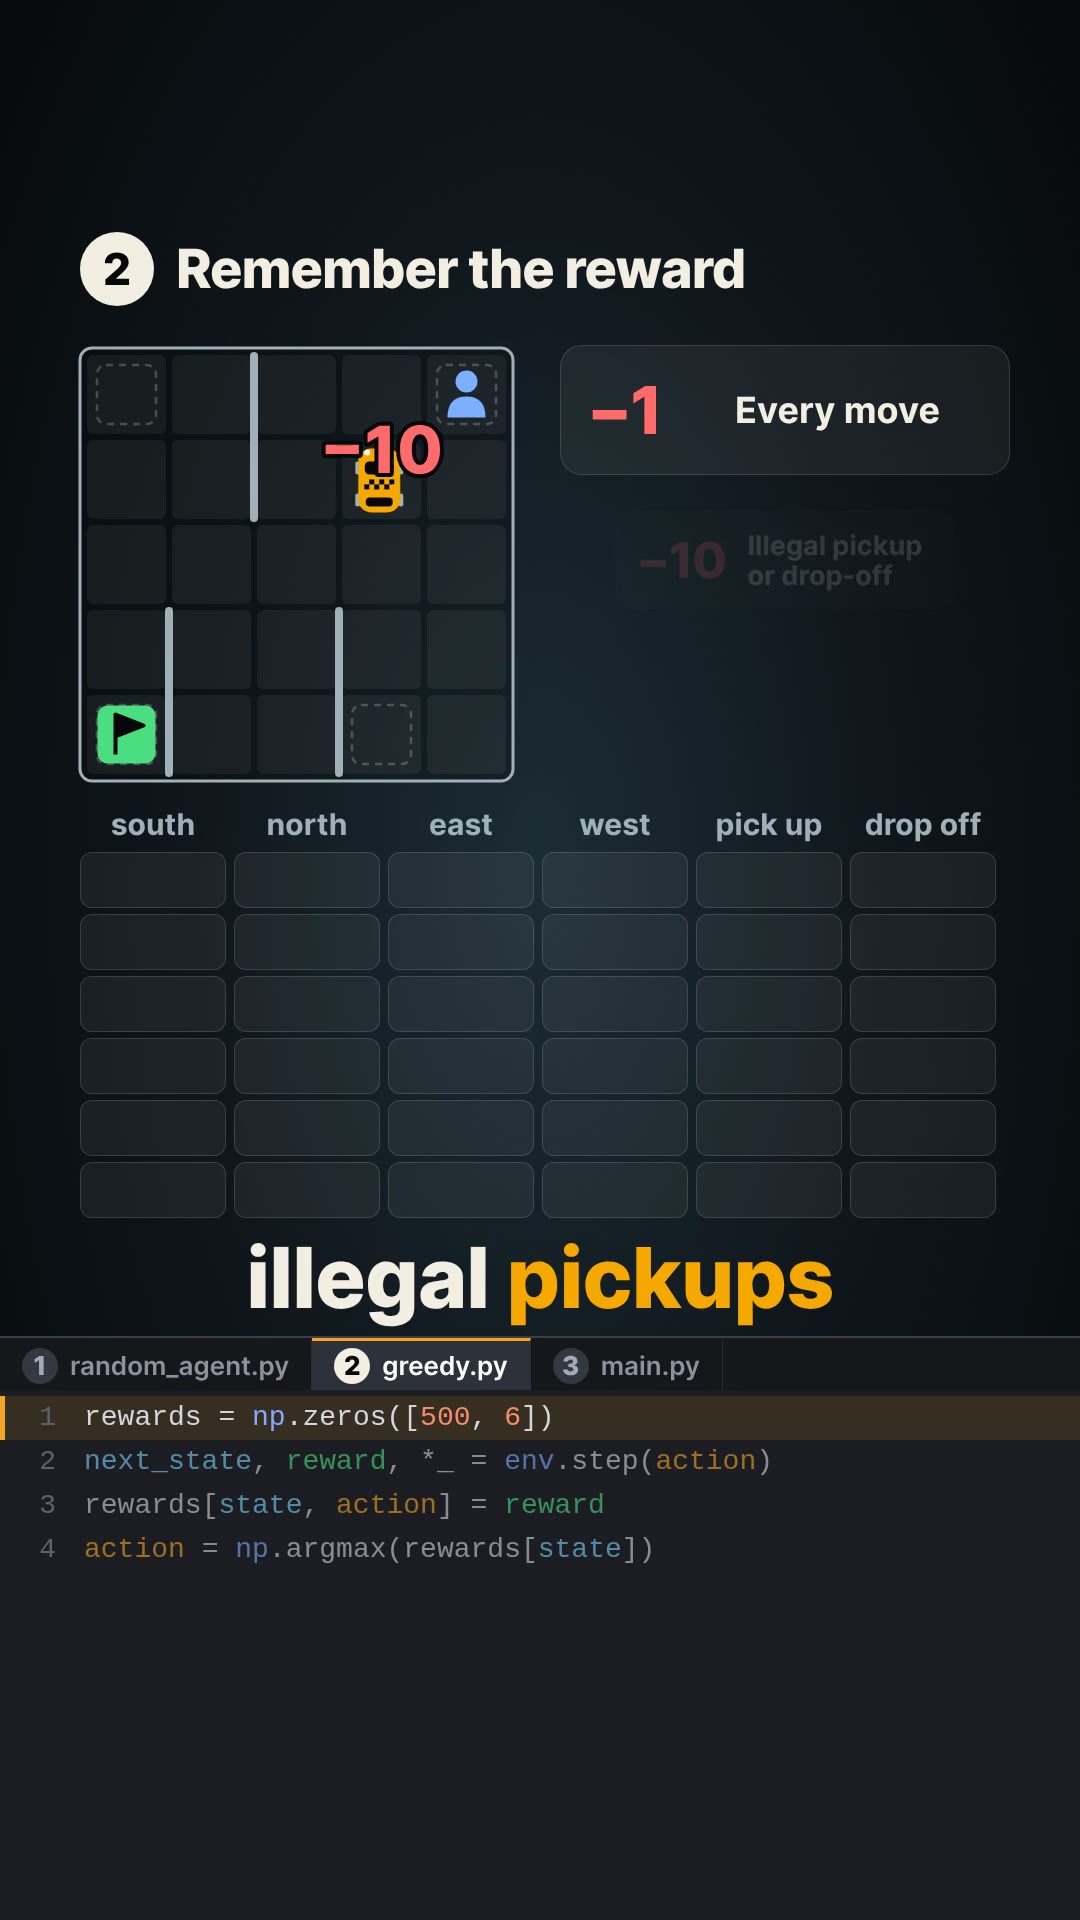 2 Remember the reward
−1 Every move
−10
−10 Illegal pickup
or drop-off
south north east west pick up drop off
illegal pickups
1 random_agent.py 2 greedy.py 3 main.py
1 rewards = np.zeros([500, 6])
2 next_state, reward, *_ = env.step(action)
3 rewards[state, action] = reward
4 action = np.argmax(rewards[state])